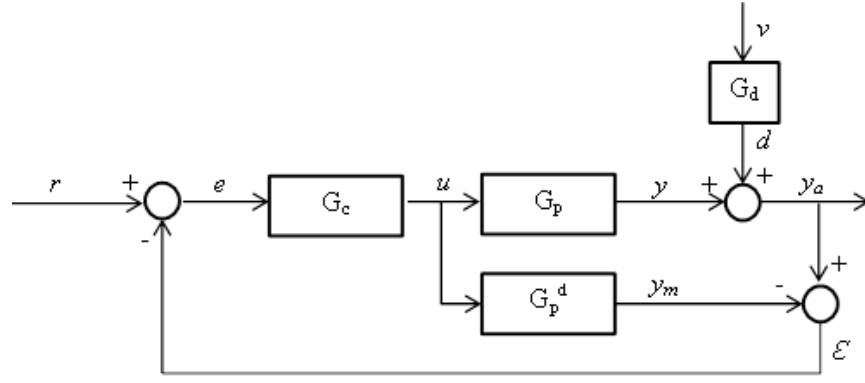 v
G_d
d
r
+
-
e
G_c
u
G_p
y
+
+
y_a
G_p^d
y_m
-
+
ε